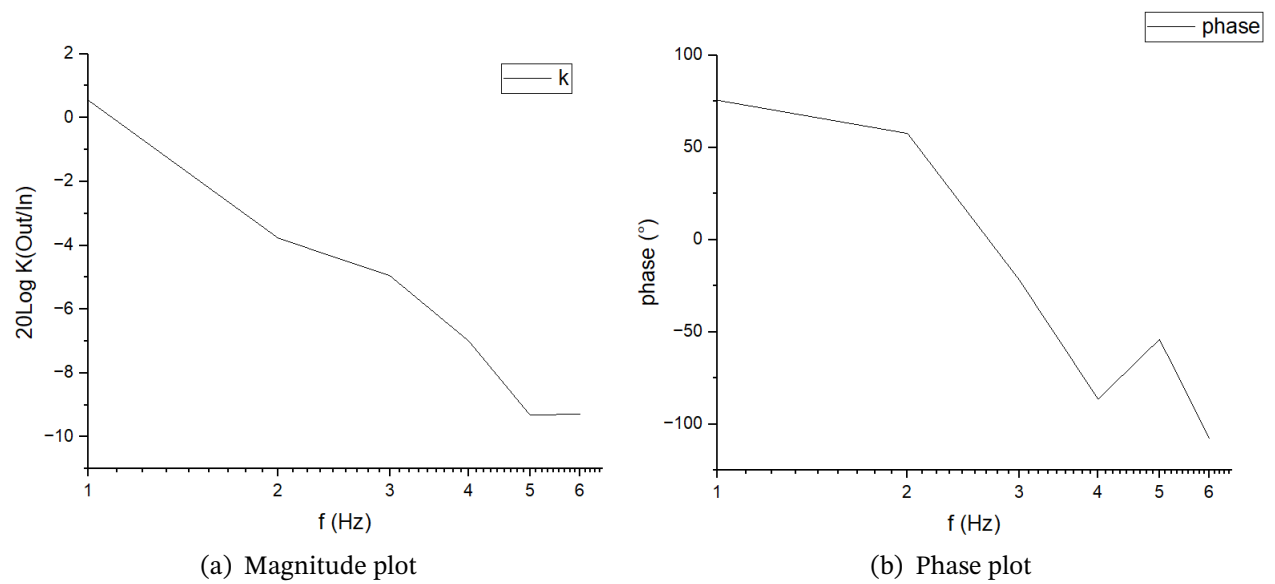 2
0
−2
−4
−6
−8
−10
20Log K(Out/In)
k
1 2 3 4 5 6
f (Hz)
(a) Magnitude plot
phase
100
50
0
−50
−100
phase (°)
1 2 3 4 5 6
f (Hz)
(b) Phase plot